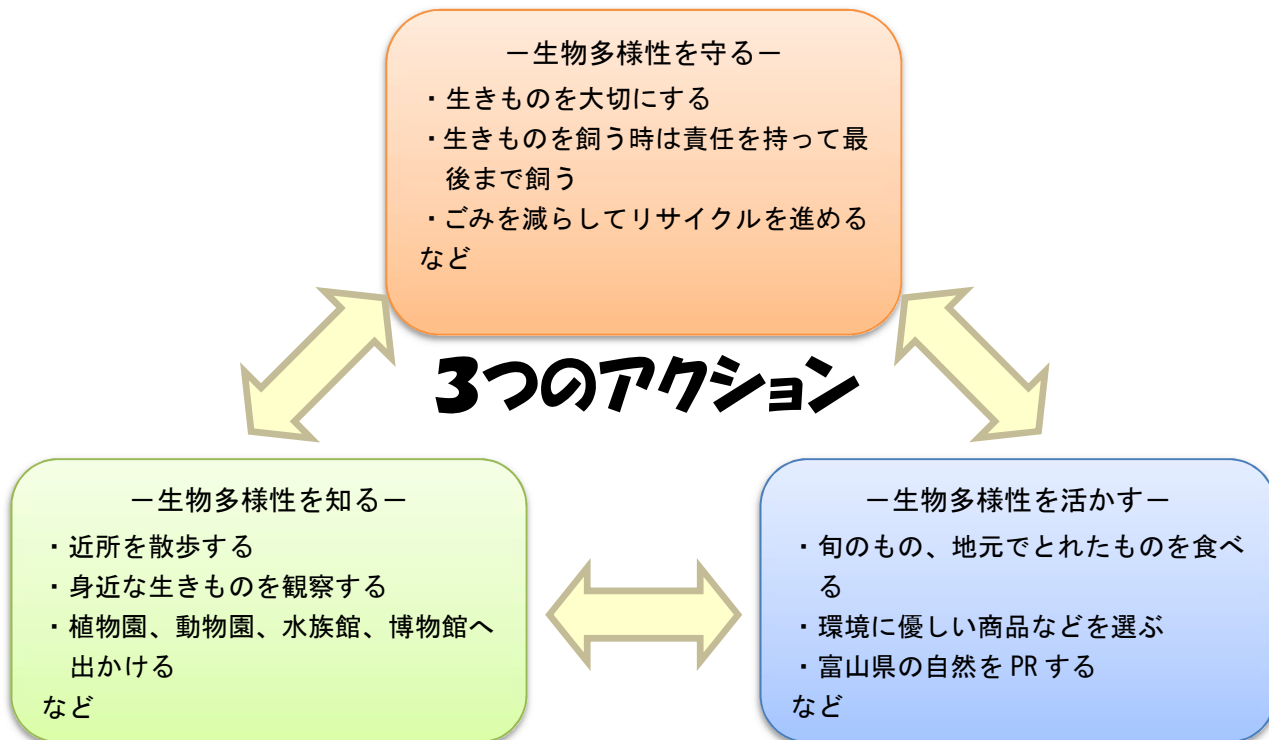 －生物多様性を守る－
・生きものを大切にする
・生きものを飼う時は責任を持って最
後まで飼う
・ごみを減らしてリサイクルを進める
など
3つのアクション
－生物多様性を知る－
・近所を散歩する
・身近な生きものを観察する
・植物園、動物園、水族館、博物館へ
出かける
など
－生物多様性を活かす－
・旬のもの、地元でとれたものを食べ
る
・環境に優しい商品などを選ぶ
・富山県の自然を PR する
など